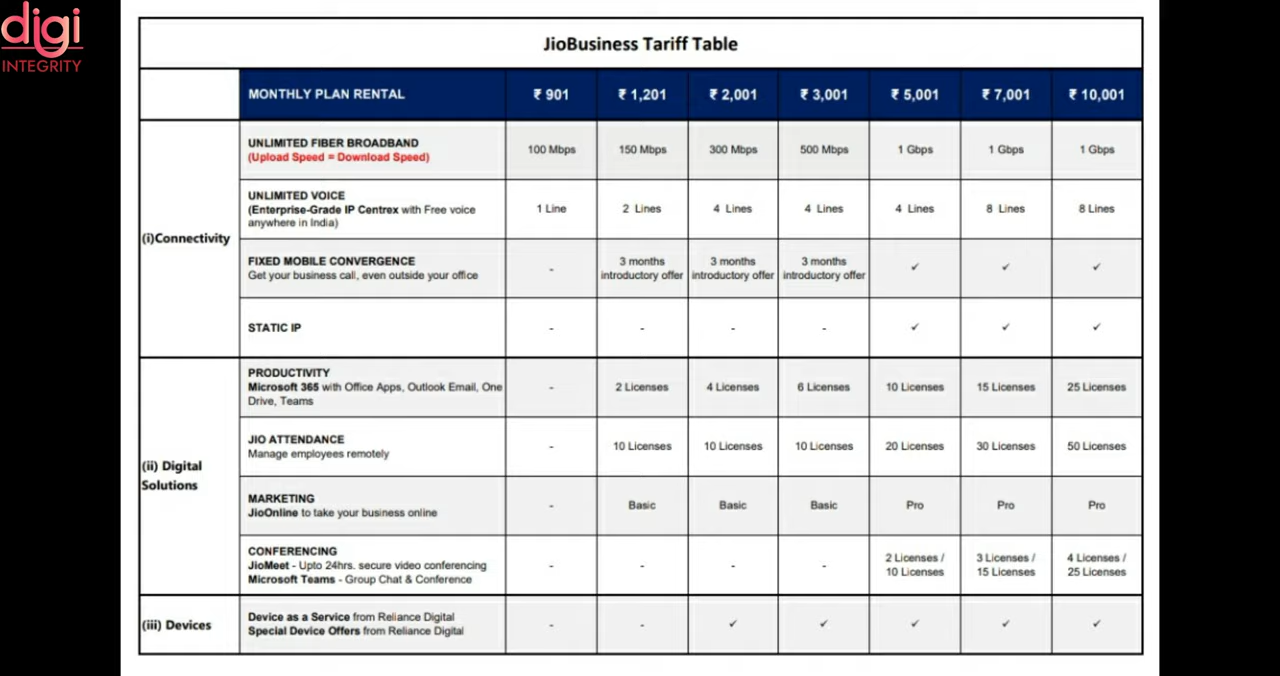 digi
INTEGRITY
JioBusiness Tariff Table
MONTHLY PLAN RENTAL ₹ 901 ₹ 1,201 ₹ 2,001 ₹ 3,001 ₹ 5,001 ₹ 7,001 ₹ 10,001
(i)Connectivity
UNLIMITED FIBER BROADBAND
(Upload Speed = Download Speed)
100 Mbps 150 Mbps 300 Mbps 500 Mbps 1 Gbps 1 Gbps 1 Gbps
UNLIMITED VOICE
(Enterprise-Grade IP Centrex with Free voice
anywhere in India)
1 Line 2 Lines 4 Lines 4 Lines 4 Lines 8 Lines 8 Lines
FIXED MOBILE CONVERGENCE
Get your business call, even outside your office
- 3 months introductory offer 3 months introductory offer 3 months introductory offer ✓ ✓ ✓
STATIC IP - - - - ✓ ✓ ✓
(ii) Digital
Solutions
PRODUCTIVITY
Microsoft 365 with Office Apps, Outlook Email, One
Drive, Teams
- 2 Licenses 4 Licenses 6 Licenses 10 Licenses 15 Licenses 25 Licenses
JIO ATTENDANCE
Manage employees remotely
- 10 Licenses 10 Licenses 10 Licenses 20 Licenses 30 Licenses 50 Licenses
MARKETING
JioOnline to take your business online
- Basic Basic Basic Pro Pro Pro
CONFERENCING
JioMeet - Upto 24hrs. secure video conferencing
Microsoft Teams - Group Chat & Conference
- - - - 2 Licenses / 10 Licenses 3 Licenses / 15 Licenses 4 Licenses / 25 Licenses
(iii) Devices
Device as a Service from Reliance Digital
Special Device Offers from Reliance Digital
- - ✓ ✓ ✓ ✓ ✓